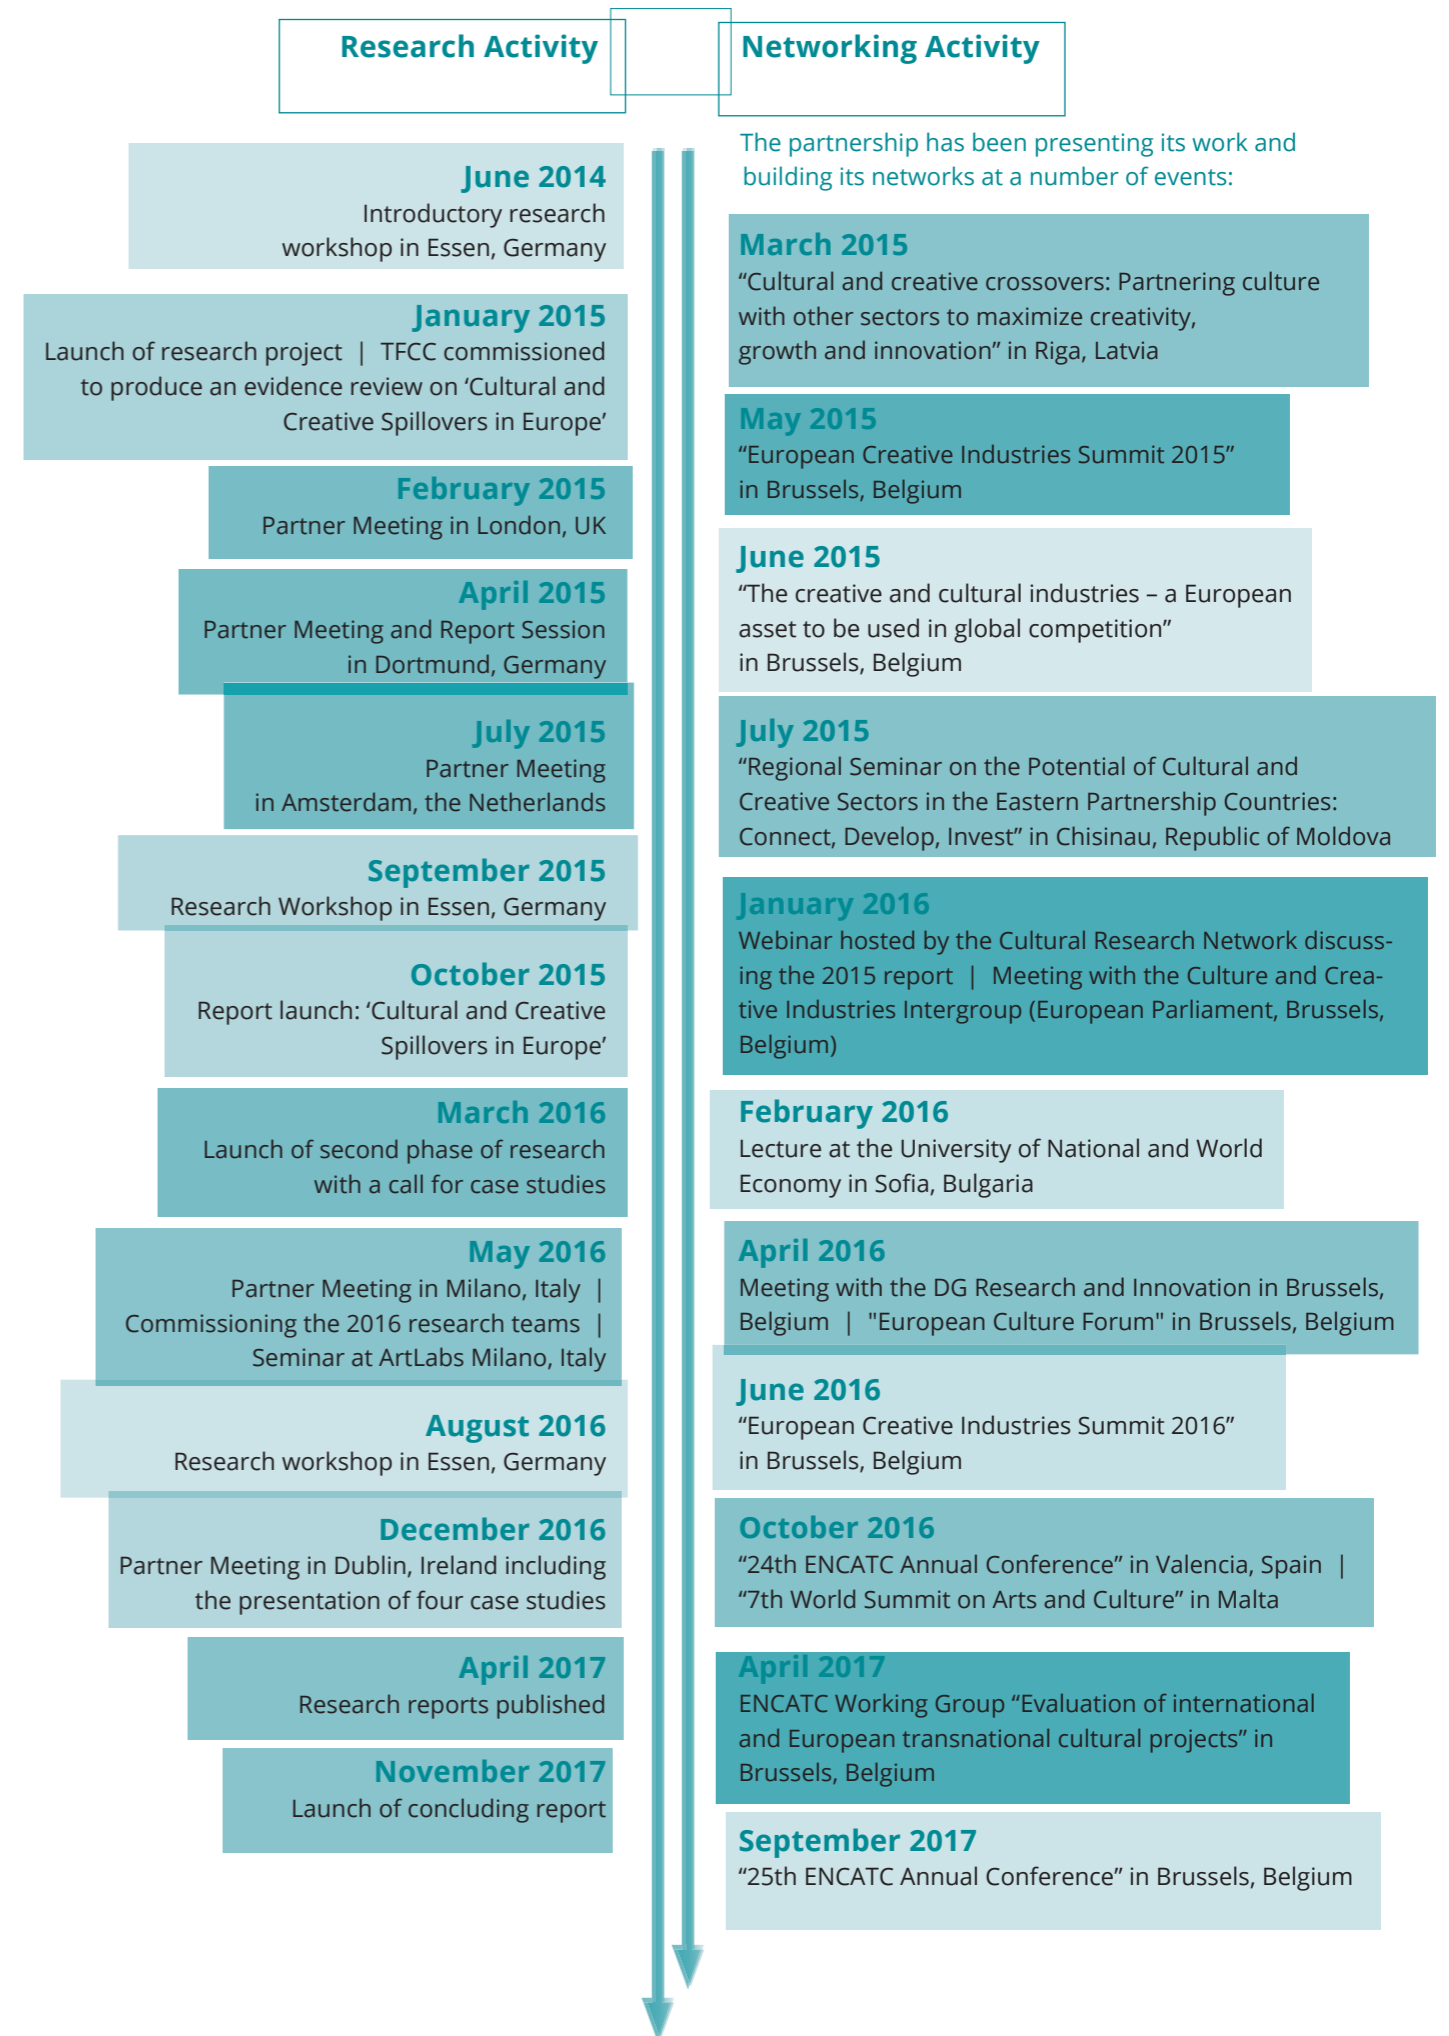 Research Activity
June 2014
Introductory research
workshop in Essen, Germany
January 2015
Launch of research project | TFCC commissioned
to produce an evidence review on ‘Cultural and
Creative Spillovers in Europe’
February 2015
Partner Meeting in London, UK
April 2015
Partner Meeting and Report Session
in Dortmund, Germany
July 2015
Partner Meeting
in Amsterdam, the Netherlands
September 2015
Research Workshop in Essen, Germany
October 2015
Report launch: ‘Cultural and Creative
Spillovers in Europe’
March 2016
Launch of second phase of research
with a call for case studies
May 2016
Partner Meeting in Milano, Italy |
Commissioning the 2016 research teams |
Seminar at ArtLabs Milano, Italy
August 2016
Research workshop in Essen, Germany
December 2016
Partner Meeting in Dublin, Ireland including
the presentation of four case studies
April 2017
Research reports published
November 2017
Launch of concluding report
Networking Activity
The partnership has been presenting its work and
building its networks at a number of events:
March 2015
“Cultural and creative crossovers: Partnering culture
with other sectors to maximize creativity,
growth and innovation” in Riga, Latvia
May 2015
“European Creative Industries Summit 2015”
in Brussels, Belgium
June 2015
“The creative and cultural industries – a European
asset to be used in global competition”
in Brussels, Belgium
July 2015
“Regional Seminar on the Potential of Cultural and
Creative Sectors in the Eastern Partnership Countries:
Connect, Develop, Invest” in Chisinau, Republic of Moldova
January 2016
Webinar hosted by the Cultural Research Network discuss-
ing the 2015 report | Meeting with the Culture and Crea-
tive Industries Intergroup (European Parliament, Brussels,
Belgium)
February 2016
Lecture at the University of National and World
Economy in Sofia, Bulgaria
April 2016
Meeting with the DG Research and Innovation in Brussels,
Belgium | "European Culture Forum" in Brussels, Belgium
June 2016
“European Creative Industries Summit 2016”
in Brussels, Belgium
October 2016
“24th ENCATC Annual Conference” in Valencia, Spain |
“7th World Summit on Arts and Culture” in Malta
April 2017
ENCATC Working Group “Evaluation of international
and European transnational cultural projects” in
Brussels, Belgium
September 2017
“25th ENCATC Annual Conference” in Brussels, Belgium